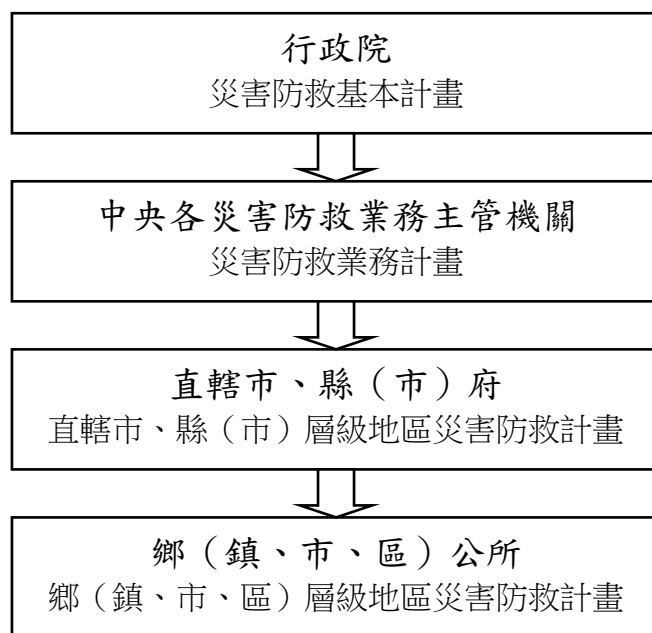 行政院
災害防救基本計畫
中央各災害防救業務主管機關
災害防救業務計畫
直轄市、縣（市）府
直轄市、縣（市）層級地區災害防救計畫
鄉（鎮、市、區）公所
鄉（鎮、市、區）層級地區災害防救計畫